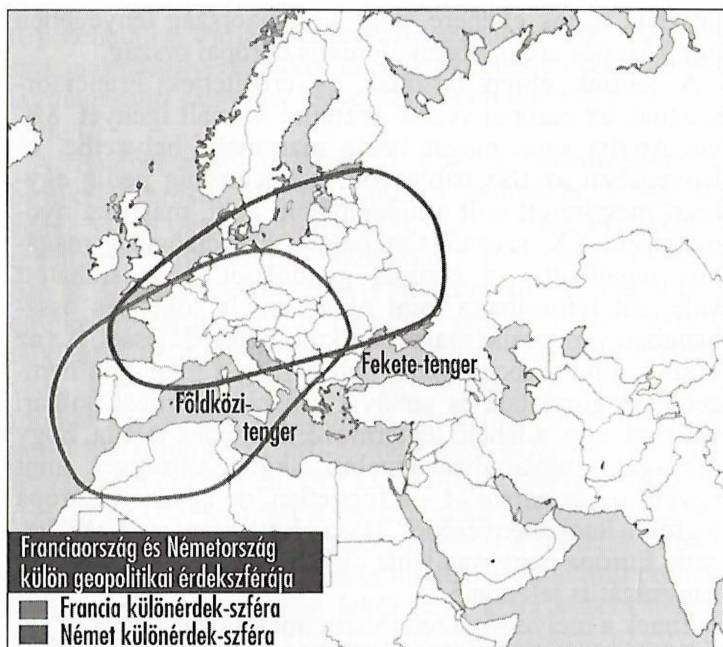 Fekete-tenger
Földközi-
tenger
Franciaország és Németország
külön geopolitikai érdekszférája
Francia különérdek-szféra
Német különérdek-szféra